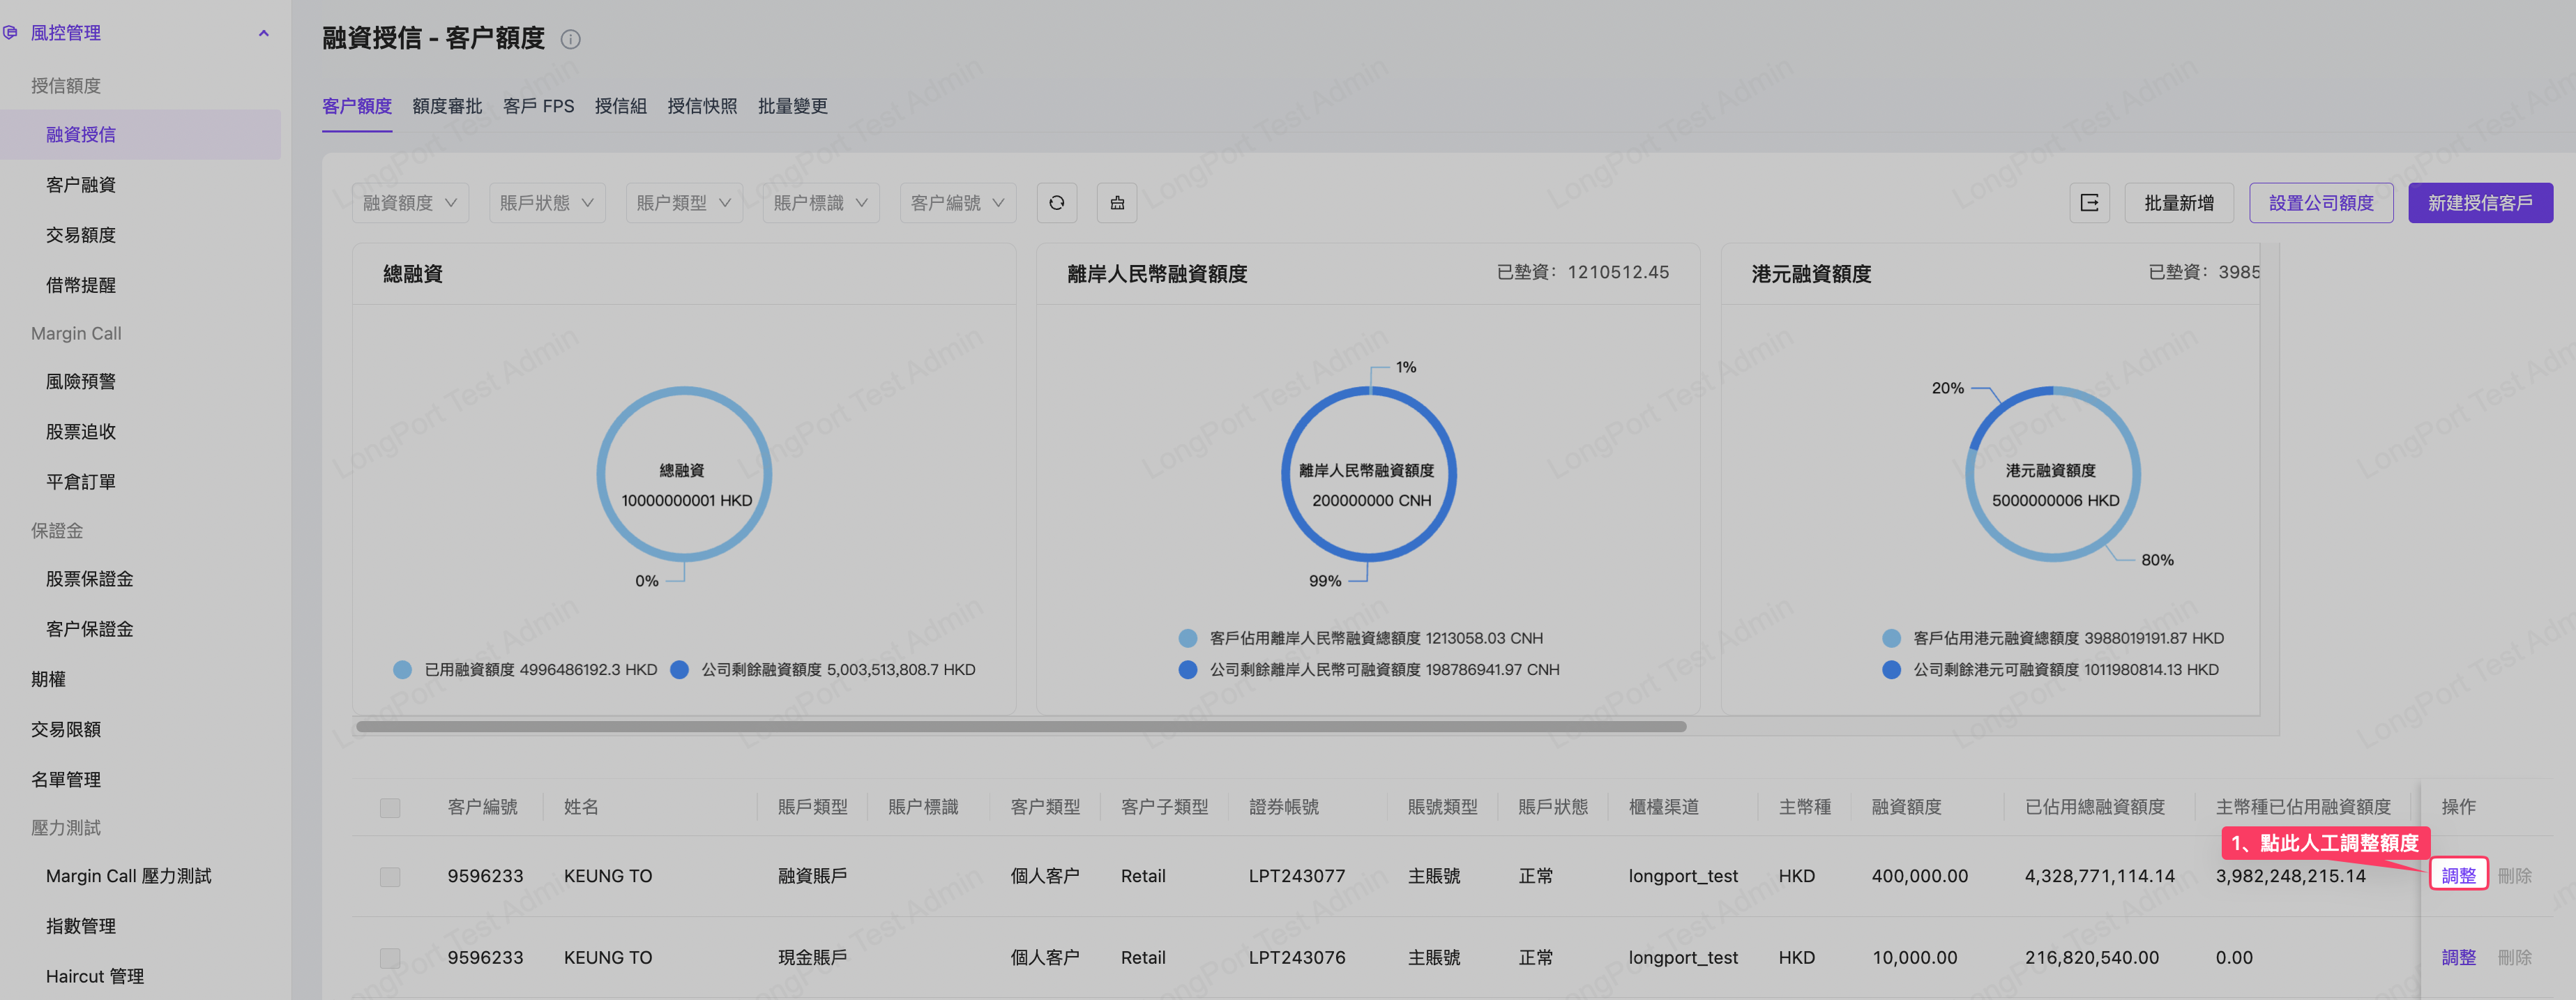 風控管理
授信額度
融資授信
客户融資
交易額度
借幣提醒
Margin Call
風險預警
股票追收
平倉訂單
保證金
股票保證金
客户保證金
期權
交易限額
名單管理
壓力測試
Margin Call 壓力測試
指數管理
Haircut 管理
融資授信 - 客户額度
客户額度 額度審批 客戶 FPS 授信組 授信快照 批量變更
融資額度 賬戶狀態 賬户類型 賬户標識 客户編號 批量新增 設置公司額度 新建授信客戶
總融資
總融資
10000000001 HKD
0%
已用融資額度 4996486192.3 HKD 公司剩餘融資額度 5,003,513,808.7 HKD
離岸人民幣融資額度 已墊資： 1210512.45
1%
離岸人民幣融資額度
200000000 CNH
99%
客戶佔用離岸人民幣融資總額度 1213058.03 CNH
公司剩餘離岸人民幣可融資額度 198786941.97 CNH
港元融資額度 已墊資： 3985
20%
港元融資額度
5000000006 HKD
80%
客戶佔用港元融資總額度 3988019191.87 HKD
公司剩餘港元可融資額度 1011980814.13 HKD
客户編號 姓名 賬戶類型 賬户標識 客户類型 客户子類型 證券帳號 賬號類型 賬戶狀態 櫃檯渠道 主幣種 融資額度 已佔用總融資額度 主幣種已佔用融資額度 操作
1、點此人工調整額度
9596233 KEUNG TO 融資賬戶 個人客户 Retail LPT243077 主賬號 正常 longport_test HKD 400,000.00 4,328,771,114.14 3,982,248,215.14 調整 刪除
9596233 KEUNG TO 現金賬戶 個人客户 Retail LPT243076 主賬號 正常 longport_test HKD 10,000.00 216,820,540.00 0.00 調整 刪除
LongPort Test Admin